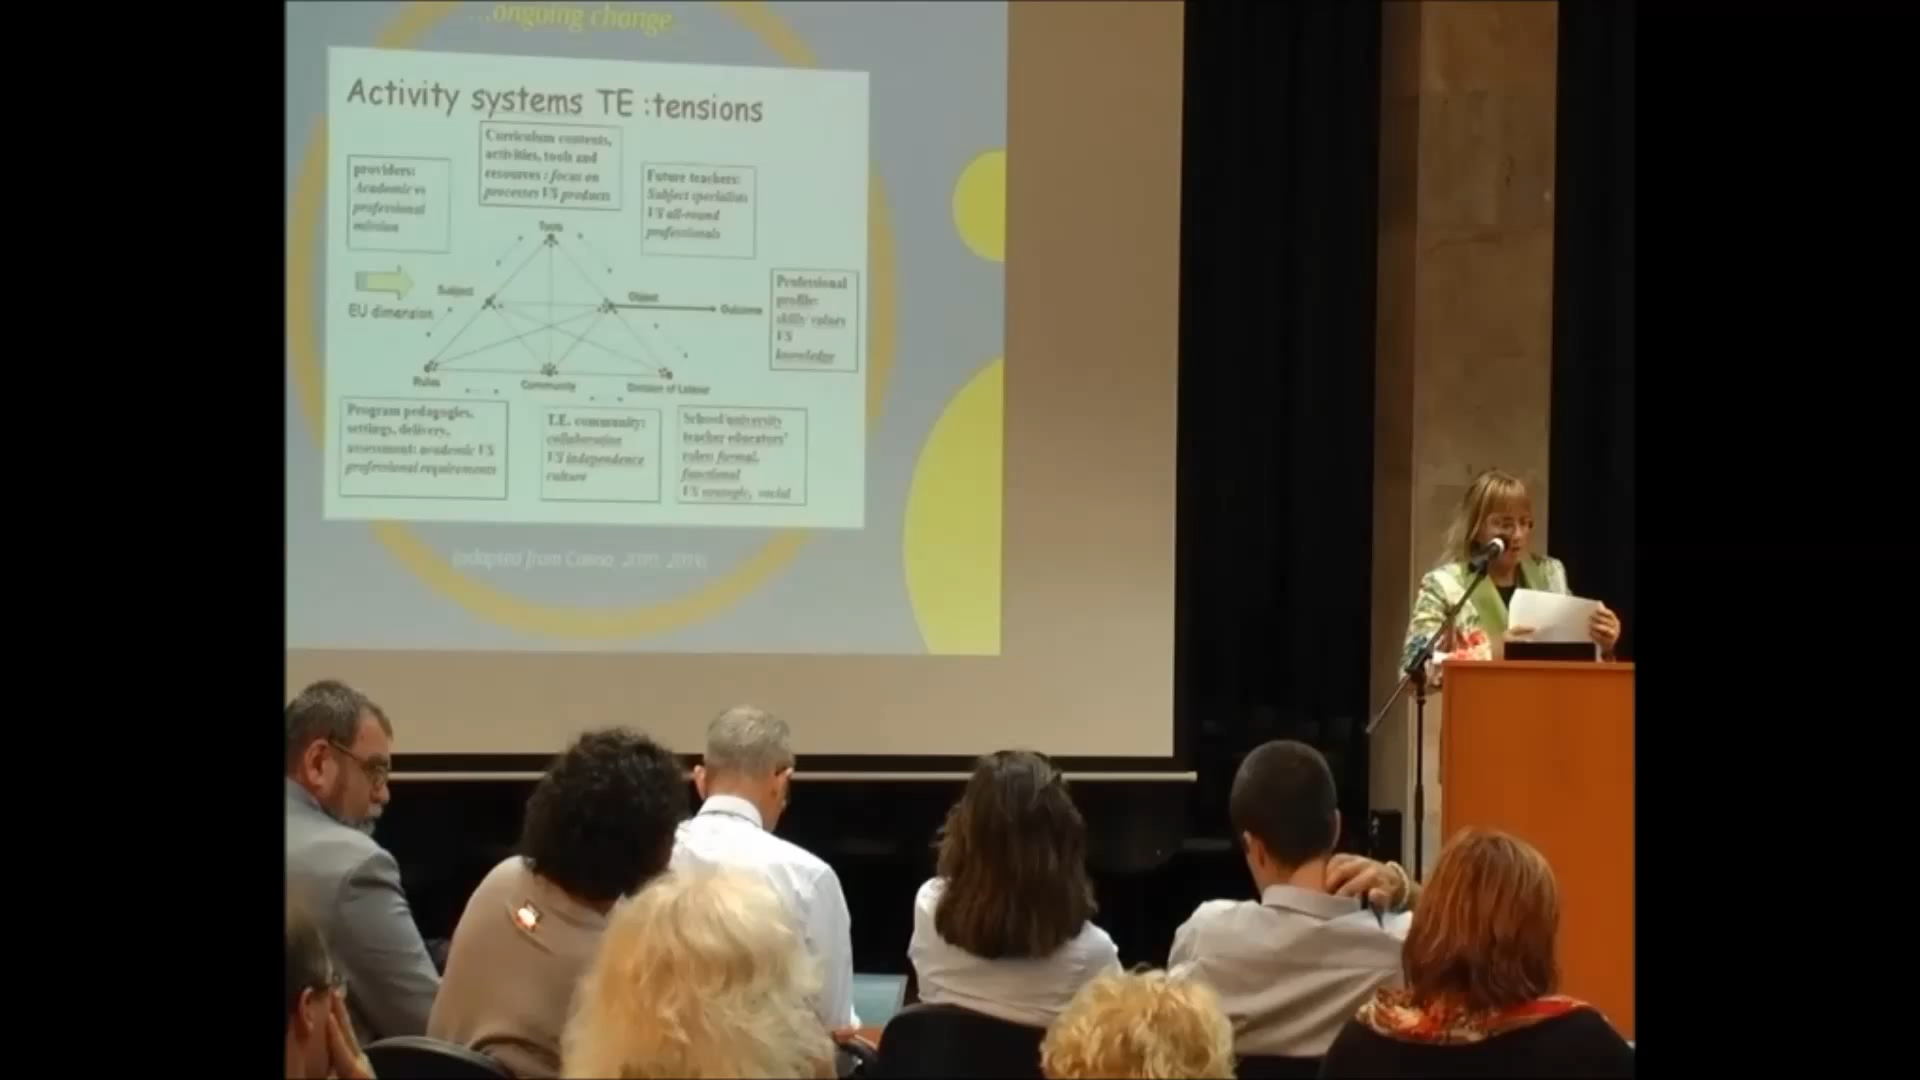 ...ongoing change...
Activity systems TE :tensions
Curriculum contents,
activities, tools and
resources : focus on
processes VS products
providers:
Academic vs
professional
mission
Future teachers:
Subject specialists
VS all-round
professionals
Tools
Subject
Object
Outcome
EU dimension
Professional
profile:
skills/ values
VS
knowledge
Rules
Community
Division of Labour
Program pedagogies,
settings, delivery,
assessment: academic VS
professional requirements
T.E. community:
collaboration
VS independence
culture
School university
teacher educators'
roles: formal,
functional
VS strategic, social
(adapted from